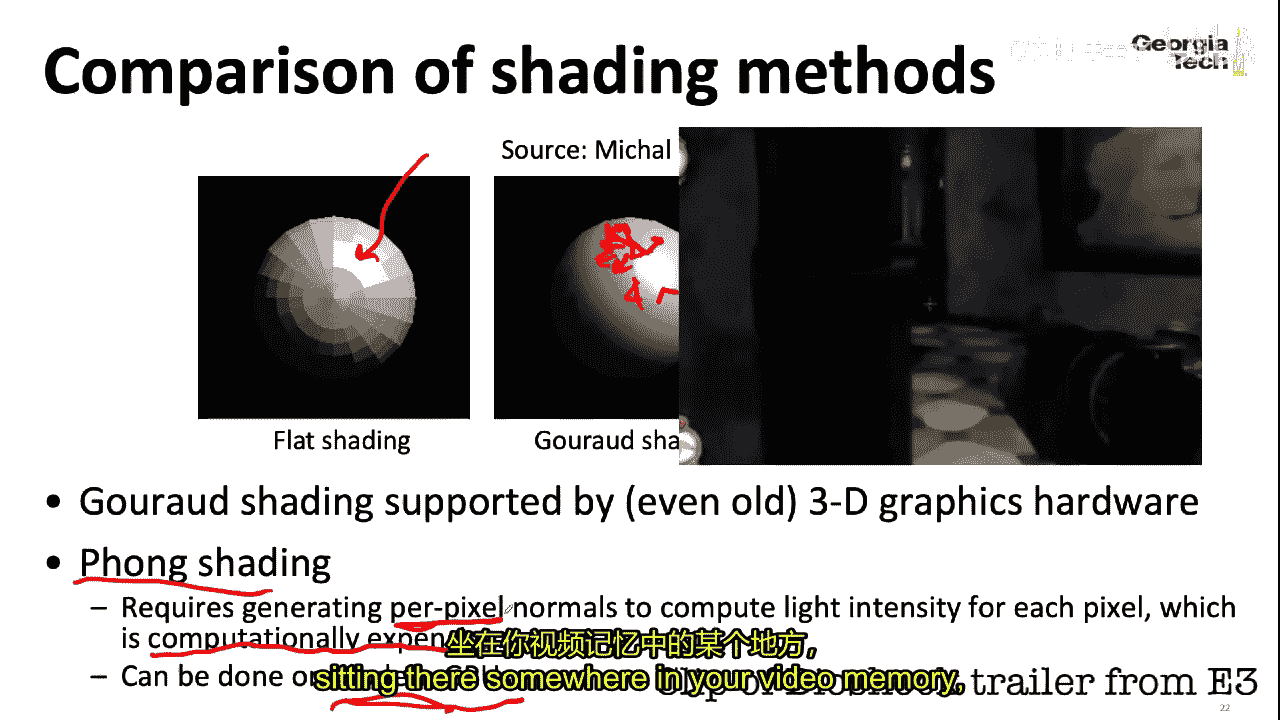 Comparison of shading methods
Georgia
Tech
Source: Michal
Flat shading
Gouraud sha
• Gouraud shading supported by (even old) 3-D graphics hardware
• Phong shading
– Requires generating per-pixel normals to compute light intensity for each pixel, which
is computationally expen
坐在你视频记忆中的某个地方,
– Can be done on
sitting there somewhere in your video memory,
trailer from E3
22